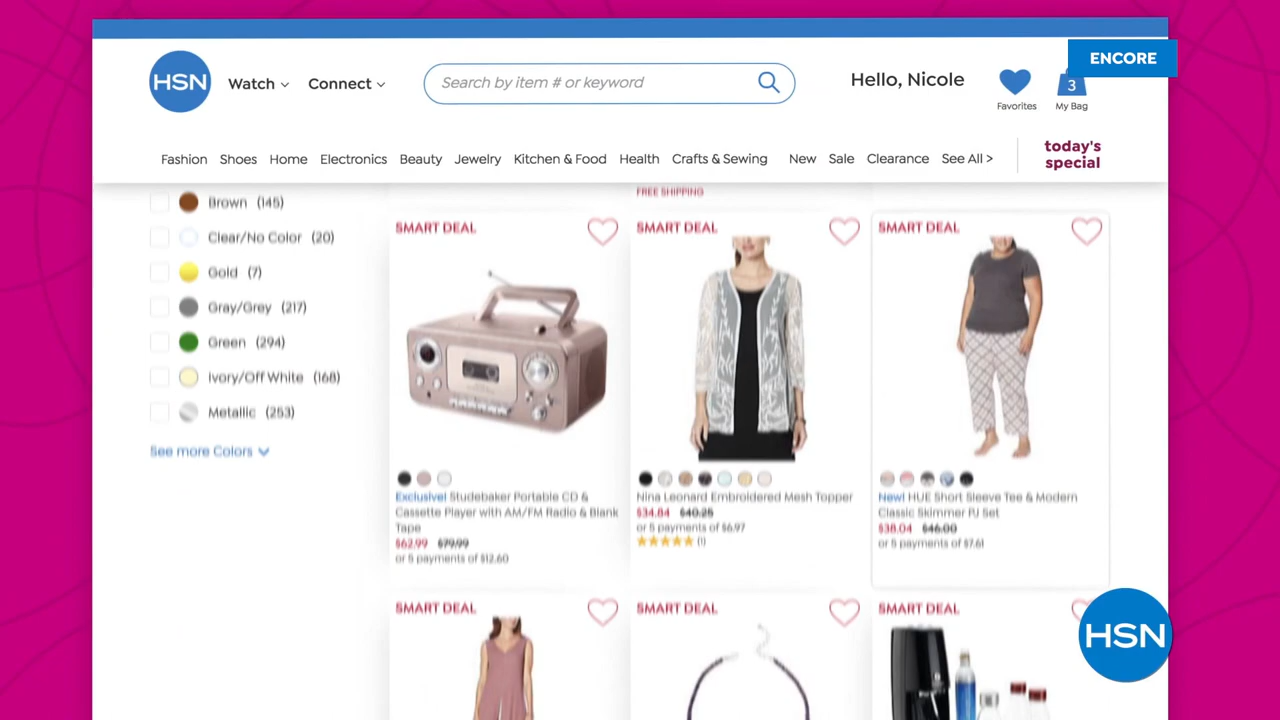 ENCORE
HSN
Watch
Connect
Search by item # or keyword
Hello, Nicole
Favorites
3
My Bag
Fashion
Shoes
Home
Electronics
Beauty
Jewelry
Kitchen & Food
Health
Crafts & Sewing
New
Sale
Clearance
See All >
today's
special
Brown (145)
Clear/No Color (20)
Gold (7)
Gray/Grey (217)
Green (294)
Ivory/Off White (168)
Metallic (253)
See more Colors
SMART DEAL
Exclusive! Studebaker Portable CD &
Cassette Player with AM/FM Radio & Blank
Tape
$62.99 $79.99
or 5 payments of $12.60
FREE SHIPPING
SMART DEAL
Nina Leonard Embroidered Mesh Topper
$34.84 $40.25
or 5 payments of $6.97
(1)
SMART DEAL
New! HUE Short Sleeve Tee & Modern
Classic Skimmer PJ Set
$38.04 $46.00
or 5 payments of $7.61
SMART DEAL
SMART DEAL
SMART DEAL
HSN